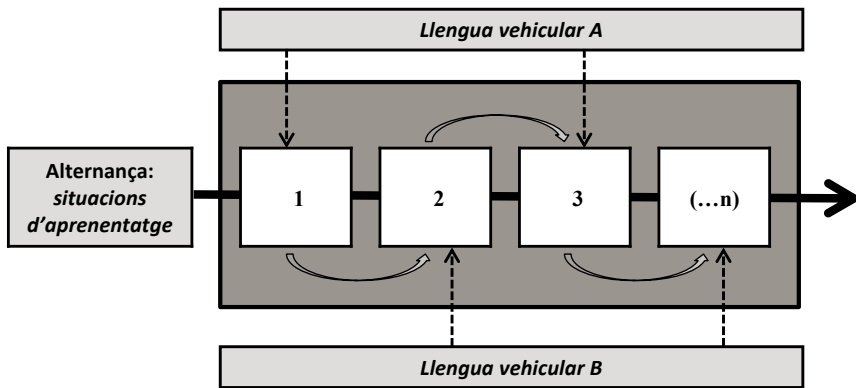 Llengua vehicular A
Alternança:
situacions
d’aprenentatge
1
2
3
(…n)
Llengua vehicular B